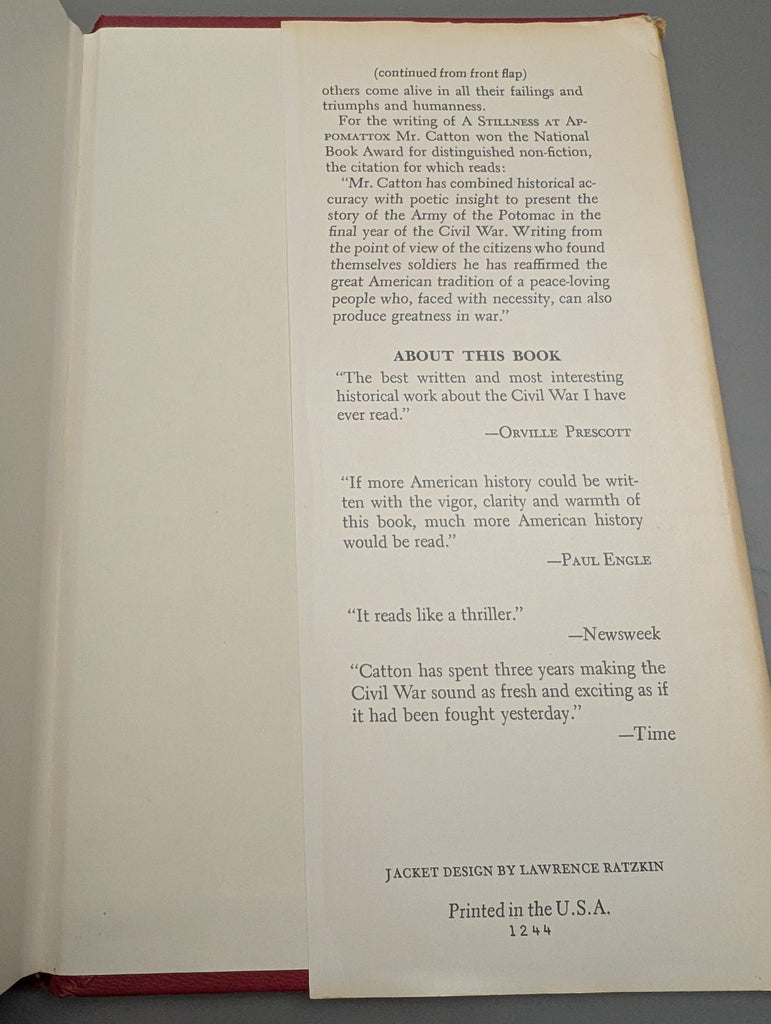 (continued from front flap)
others come alive in all their failings and
triumphs and humanness.
For the writing of A STILLNESS AT AP-
POMATTOX Mr. Catton won the National
Book Award for distinguished non-fiction,
the citation for which reads:
“Mr. Catton has combined historical ac-
curacy with poetic insight to present the
story of the Army of the Potomac in the
final year of the Civil War. Writing from
the point of view of the citizens who found
themselves soldiers he has reaffirmed the
great American tradition of a peace-loving
people who, faced with necessity, can also
produce greatness in war.”
ABOUT THIS BOOK
“The best written and most interesting
historical work about the Civil War I have
ever read.”
—ORVILLE PRESCOTT
“If more American history could be writ-
ten with the vigor, clarity and warmth of
this book, much more American history
would be read.”
—PAUL ENGLE
“It reads like a thriller.”
—Newsweek
“Catton has spent three years making the
Civil War sound as fresh and exciting as if
it had been fought yesterday.”
—Time
JACKET DESIGN BY LAWRENCE RATZKIN
Printed in the U.S.A.
1244